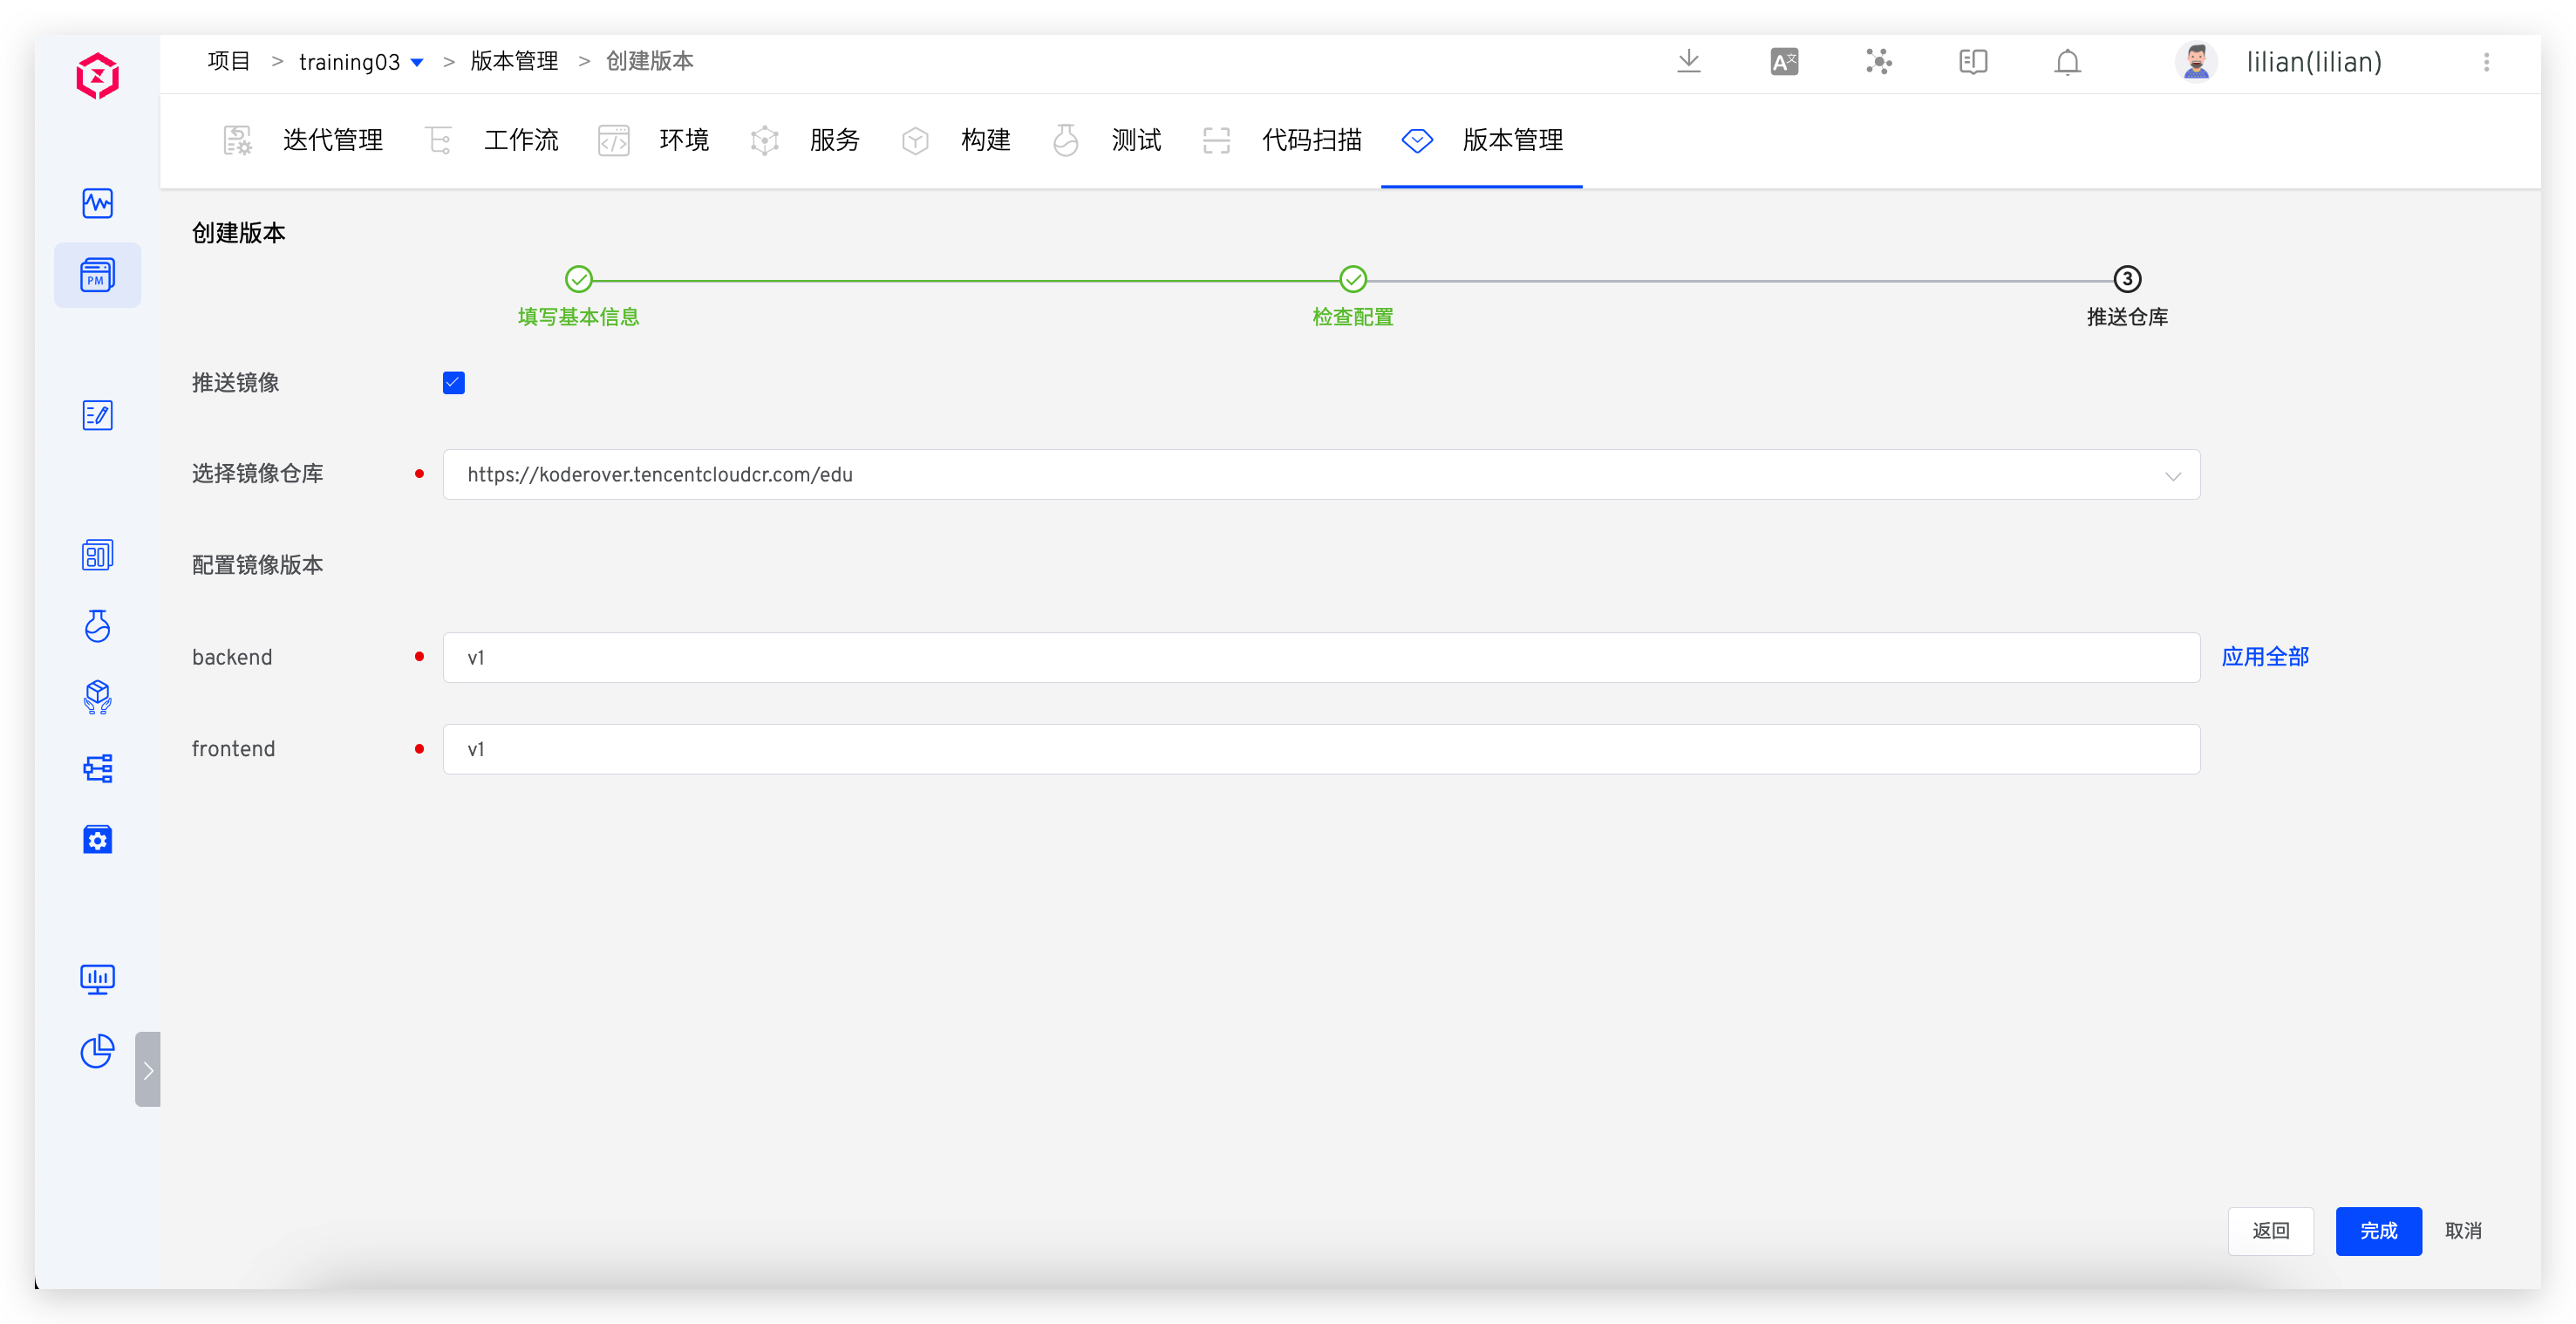 项目 > training03 > 版本管理 > 创建版本
lilian(lilian)
迭代管理 工作流 环境 服务 构建 测试 代码扫描 版本管理
PM
创建版本
3
填写基本信息 检查配置 推送仓库
推送镜像
选择镜像仓库 https://koderover.tencentcloudcr.com/edu
配置镜像版本
backend v1 应用全部
frontend v1
返回 完成 取消